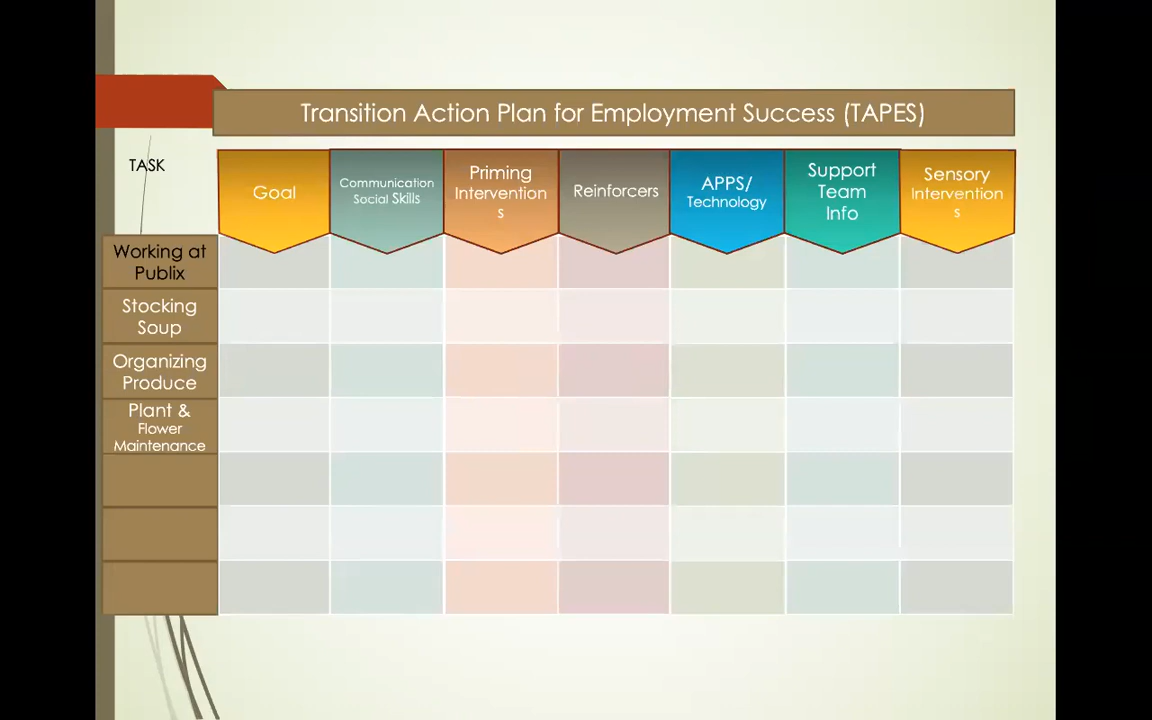 Transition Action Plan for Employment Success (TAPES)
TASK
Goal
Communication
Social Skills
Priming
Intervention
s
Reinforcers
APPS/
Technology
Support
Team
Info
Sensory
Intervention
s
Working at
Publix
Stocking
Soup
Organizing
Produce
Plant &
Flower
Maintenance